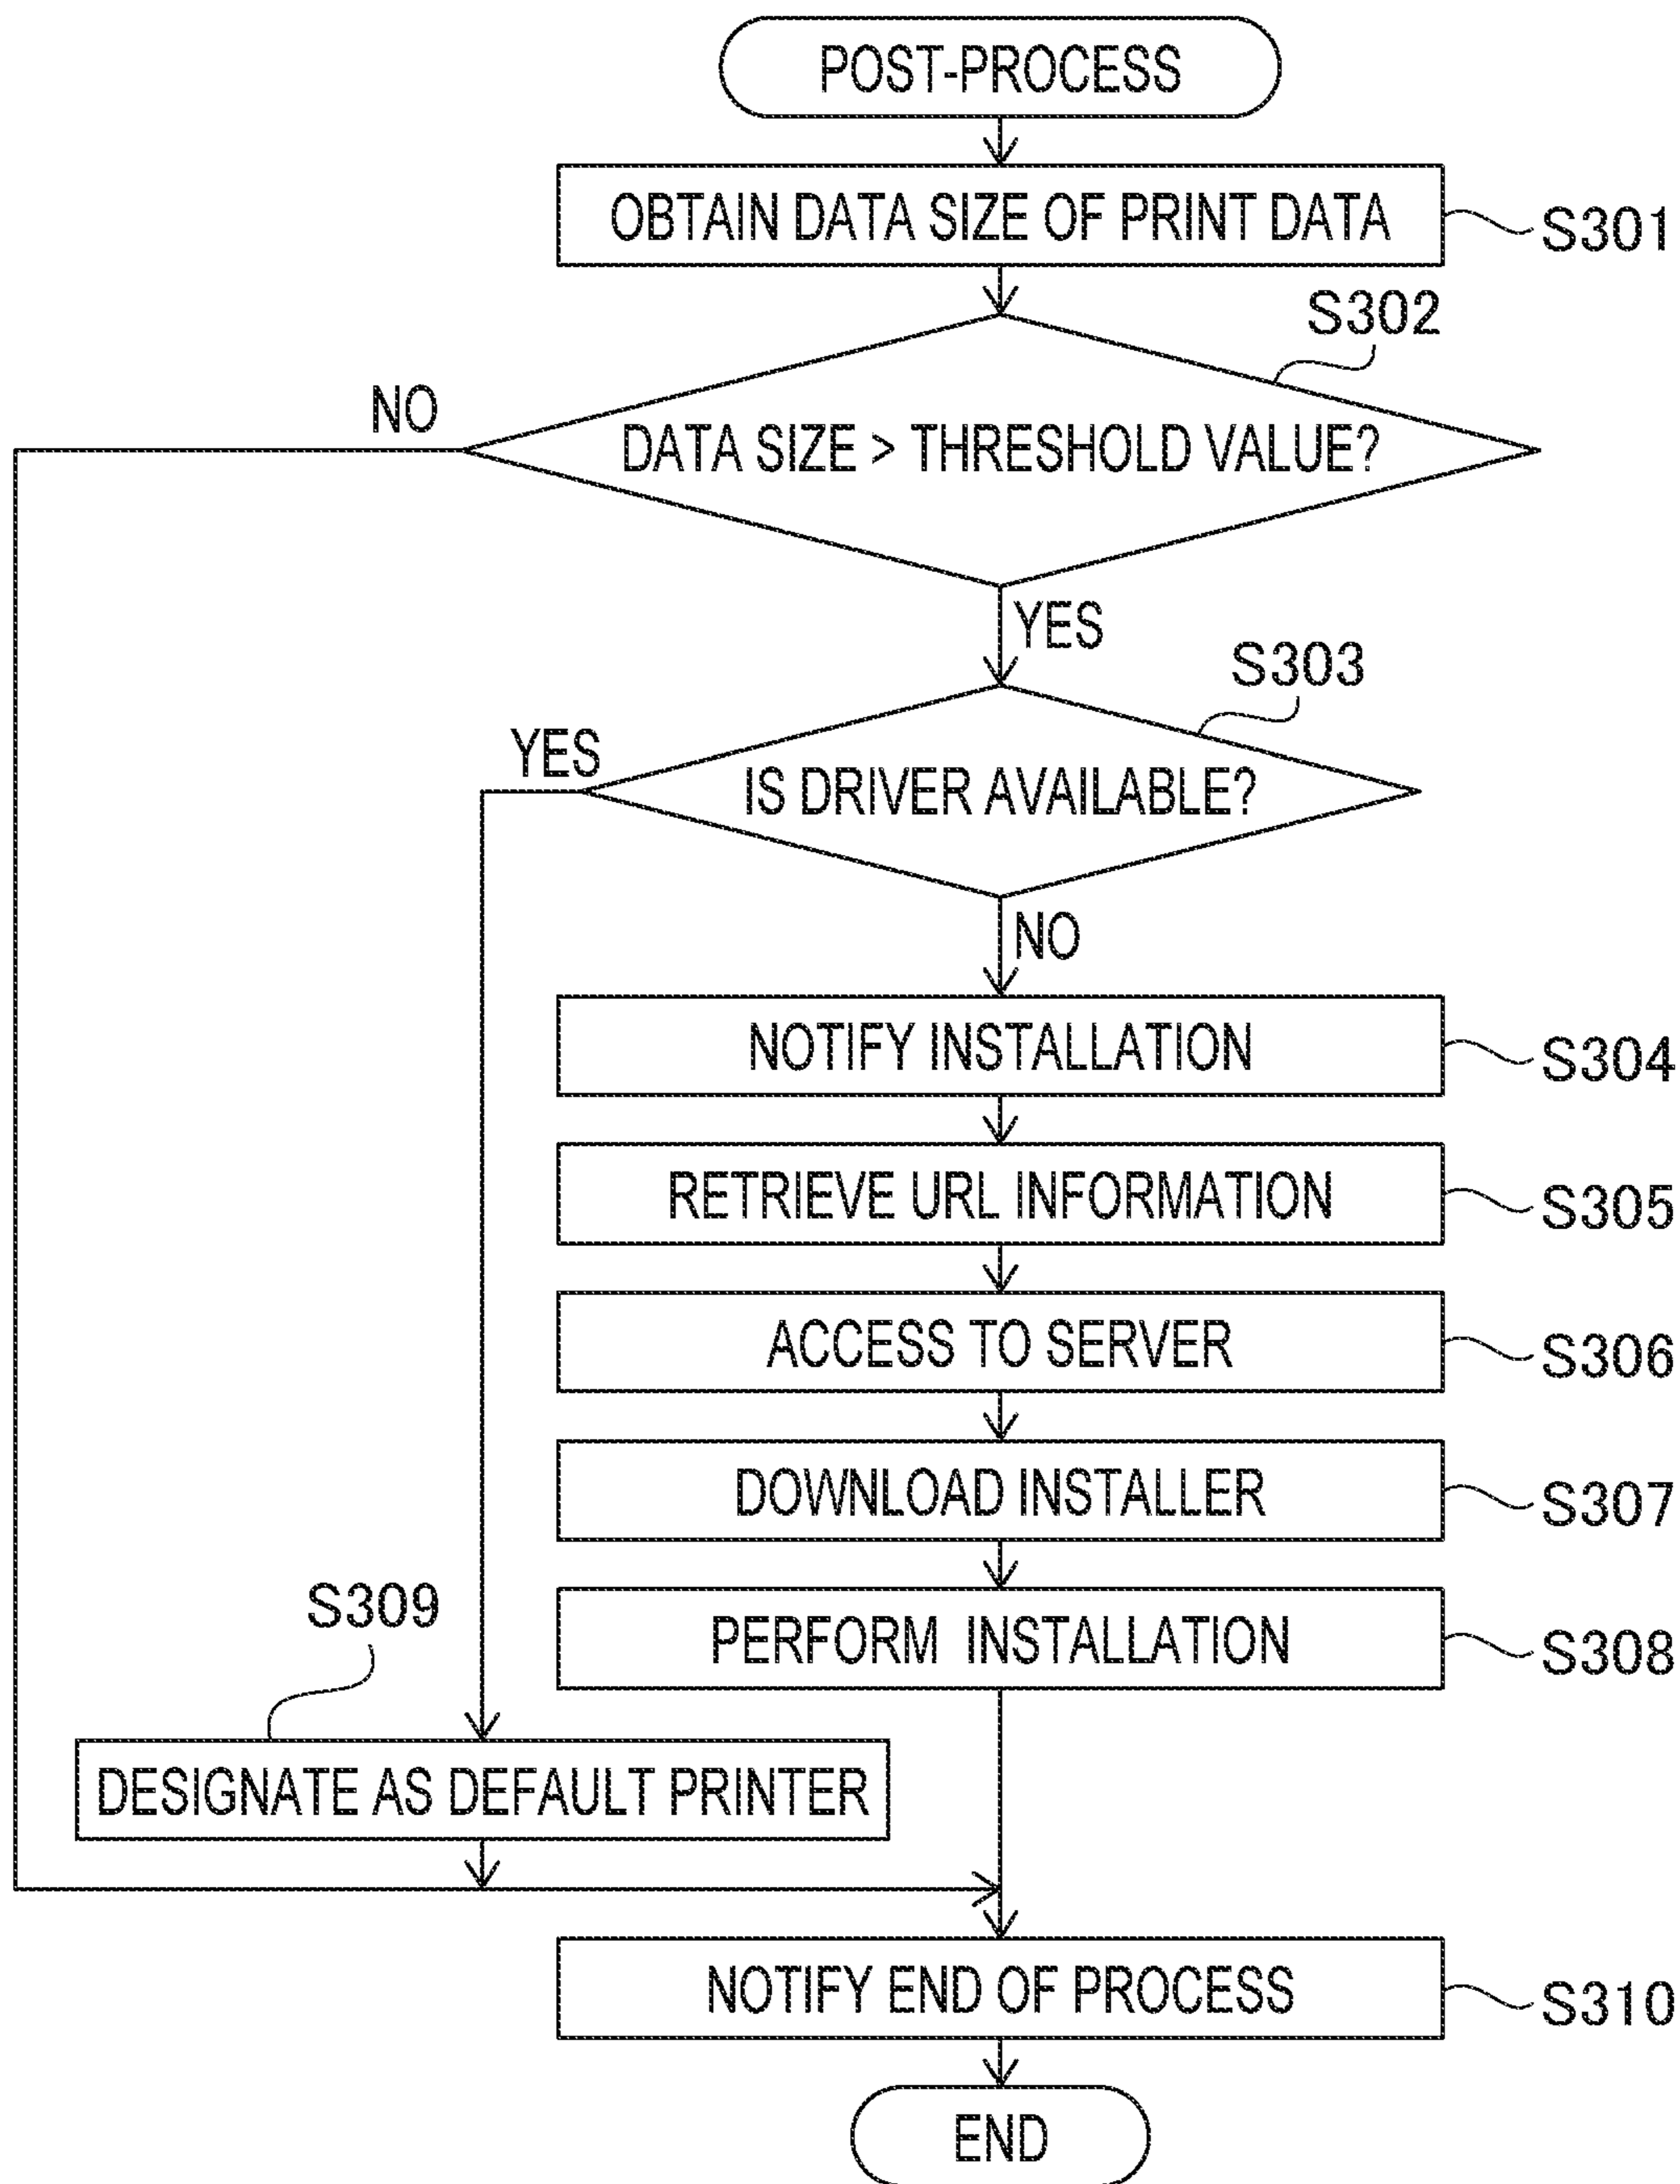 POST-PROCESS
OBTAIN DATA SIZE OF PRINT DATA
S301
S302
NO
DATA SIZE > THRESHOLD VALUE?
YES
S303
YES
IS DRIVER AVAILABLE?
NO
NOTIFY INSTALLATION
S304
RETRIEVE URL INFORMATION
S305
ACCESS TO SERVER
S306
DOWNLOAD INSTALLER
S307
S309
PERFORM INSTALLATION
S308
DESIGNATE AS DEFAULT PRINTER
NOTIFY END OF PROCESS
S310
END